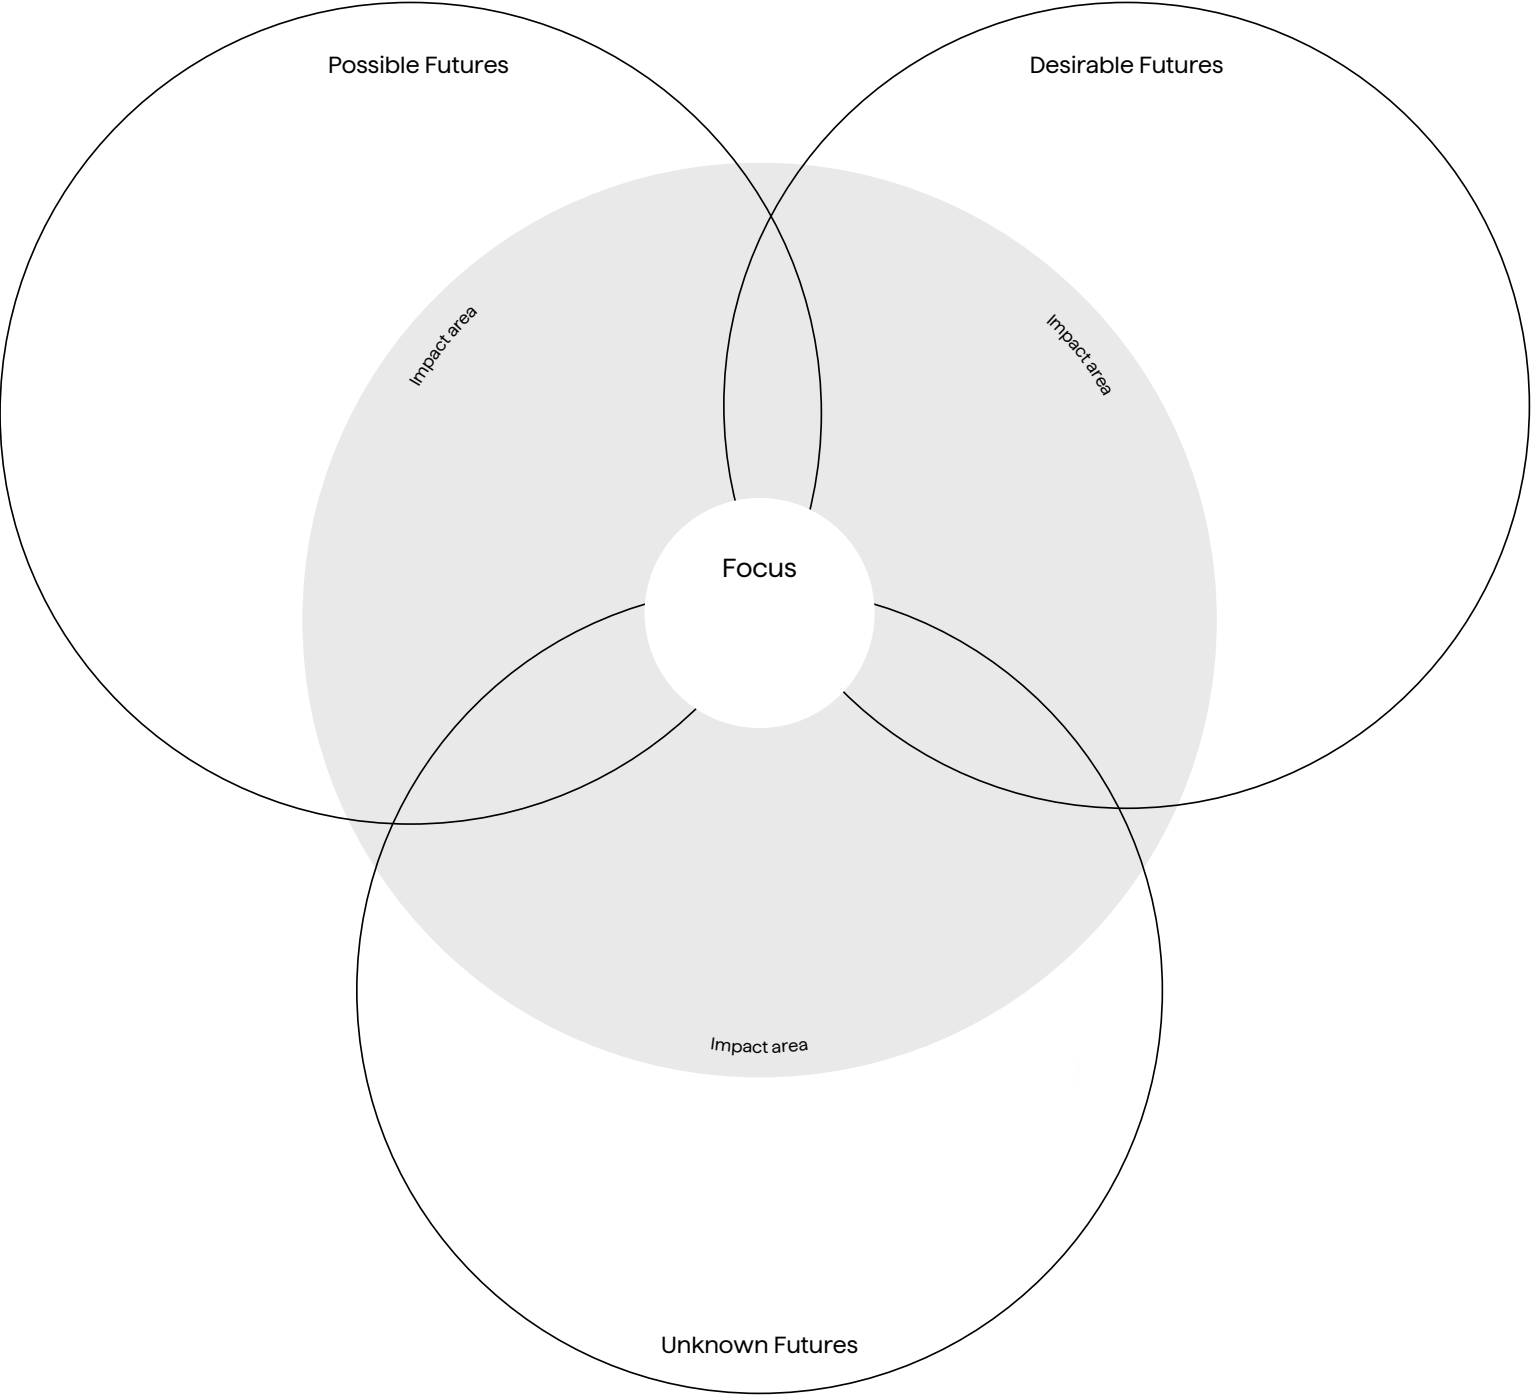 Possible Futures
Desirable Futures
Impact area
Impact area
Focus
Impact area
Unknown Futures